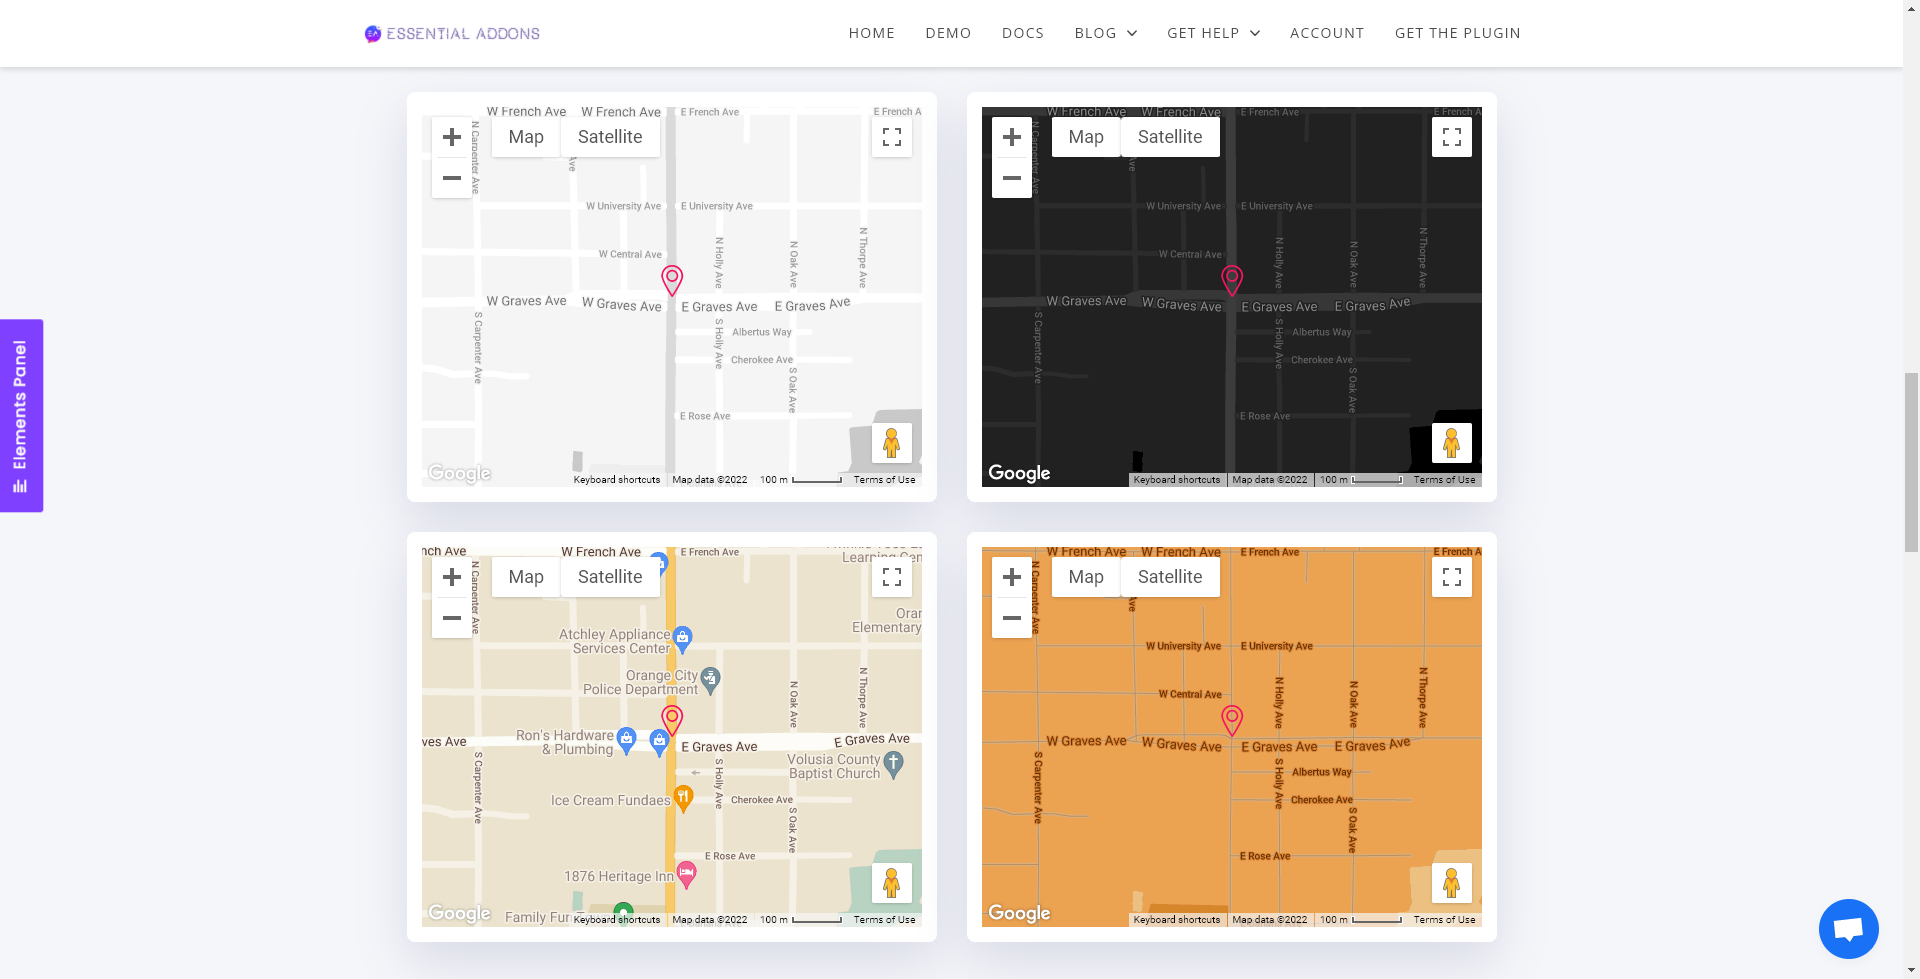 ESSENTIAL ADDONS
HOME DEMO DOCS BLOG GET HELP ACCOUNT GET THE PLUGIN
Elements Panel
W French Ave W French Ave E French Ave E French A
Map Satellite
N Carpenter Ave
Ave
W University Ave E University Ave
W Central Ave
N Holly Ave
N Oak Ave
N Thorpe Ave
W Graves Ave W Graves Ave E Graves Ave E Graves Ave
S Carpenter Ave
S Holly Ave
Albertus Way
Cherokee Ave
S Oak Ave
E Rose Ave
Google
Keyboard shortcuts Map data ©2022 100 m Terms of Use
W French Ave W French Ave E French Ave E French A
Map Satellite
N Carpenter Ave
Ave
W University Ave E University Ave
W Central Ave
N Holly Ave
N Oak Ave
N Thorpe Ave
W Graves Ave W Graves Ave E Graves Ave E Graves Ave
S Carpenter Ave
S Holly Ave
Albertus Way
Cherokee Ave
S Oak Ave
E Rose Ave
Google
Keyboard shortcuts Map data ©2022 100 m Terms of Use
nch Ave W French Ave E French Ave
Learning Cen
Map Satellite
N Carpenter Ave
Oran
Elementary
Atchley Appliance
Services Center
Orange City
Police Department
N Oak Ave
N Thorpe Ave
Ron's Hardware
& Plumbing
ves Ave E Graves Ave E Graves Ave
Volusia County
Baptist Church
S Carpenter Ave
S Holly Ave
Ice Cream Fundaes
Cherokee Ave
S Oak Ave
E Rose Ave
1876 Heritage Inn
Family Fun
Google
Keyboard shortcuts Map data ©2022 100 m Terms of Use
W French Ave W French Ave E French Ave E French A
Map Satellite
N Carpenter Ave
Ave
W University Ave E University Ave
W Central Ave
N Holly Ave
N Oak Ave
N Thorpe Ave
W Graves Ave W Graves Ave E Graves Ave E Graves Ave
S Carpenter Ave
S Holly Ave
Albertus Way
Cherokee Ave
S Oak Ave
E Rose Ave
Google
Keyboard shortcuts Map data ©2022 100 m Terms of Use